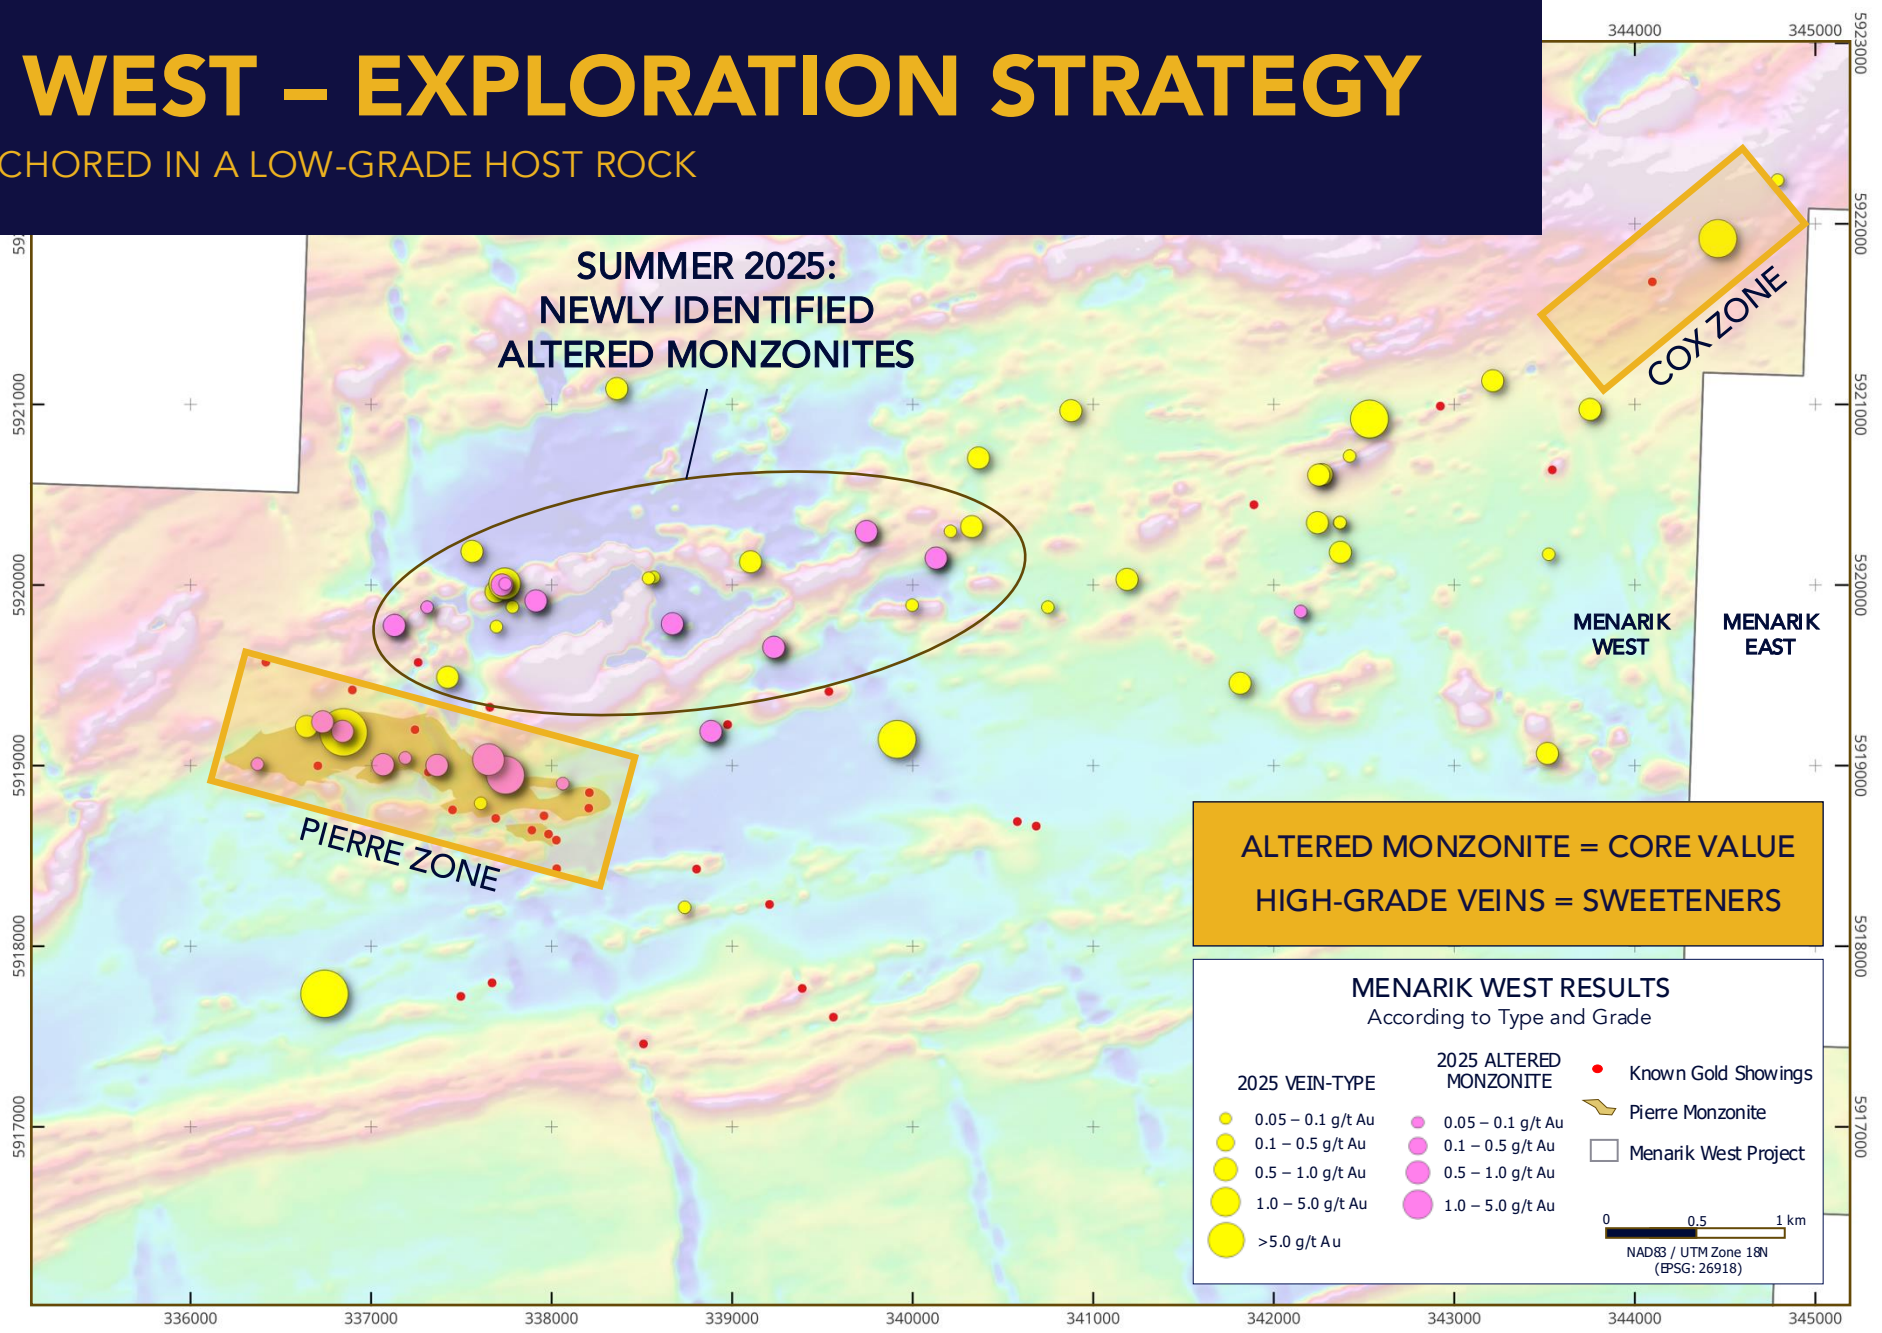 WEST – EXPLORATION STRATEGY
CHORED IN A LOW-GRADE HOST ROCK
344000
345000
5923000
5922000
5921000
5920000
5919000
5918000
5917000
SUMMER 2025:
NEWLY IDENTIFIED
ALTERED MONZONITES
COX ZONE
5921000
5920000
5919000
5918000
5917000
MENARIK
WEST
MENARIK
EAST
PIERRE ZONE
ALTERED MONZONITE = CORE VALUE
HIGH-GRADE VEINS = SWEETENERS
MENARIK WEST RESULTS
According to Type and Grade
2025 VEIN-TYPE
0.05 – 0.1 g/t Au
0.1 – 0.5 g/t Au
0.5 – 1.0 g/t Au
1.0 – 5.0 g/t Au
>5.0 g/t Au
2025 ALTERED
MONZONITE
0.05 – 0.1 g/t Au
0.1 – 0.5 g/t Au
0.5 – 1.0 g/t Au
1.0 – 5.0 g/t Au
Known Gold Showings
Pierre Monzonite
Menarik West Project
0 0.5 1 km
NAD83 / UTM Zone 18N
(EPSG: 26918)
336000
337000
338000
339000
340000
341000
342000
343000
344000
345000